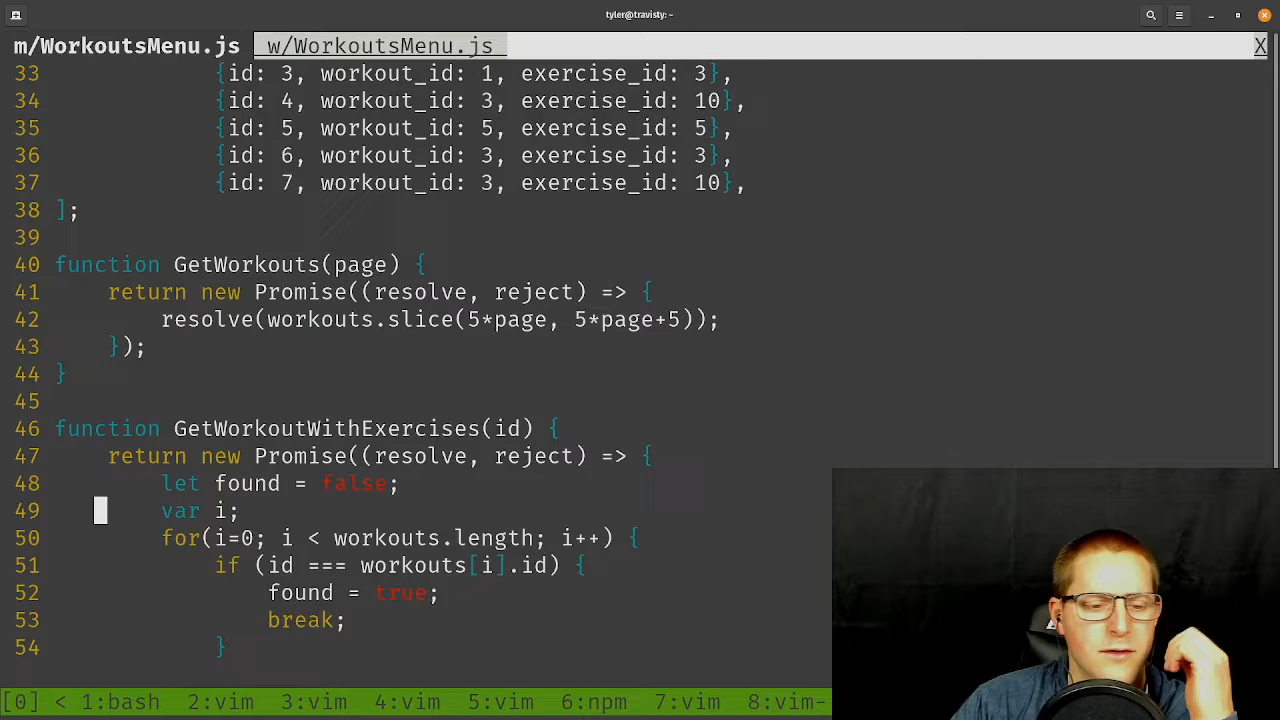 tyler@travisty:~
m/WorkoutsMenu.js w/WorkoutsMenu.js X
33 {id: 3, workout_id: 1, exercise_id: 3},
34 {id: 4, workout_id: 3, exercise_id: 10},
35 {id: 5, workout_id: 5, exercise_id: 5},
36 {id: 6, workout_id: 3, exercise_id: 3},
37 {id: 7, workout_id: 3, exercise_id: 10},
38 ];
39
40 function GetWorkouts(page) {
41 return new Promise((resolve, reject) => {
42 resolve(workouts.slice(5*page, 5*page+5));
43 });
44 }
45
46 function GetWorkoutWithExercises(id) {
47 return new Promise((resolve, reject) => {
48 let found = false;
49 var i;
50 for(i=0; i < workouts.length; i++) {
51 if (id === workouts[i].id) {
52 found = true;
53 break;
54 }
[0] < 1:bash 2:vim 3:vim 4:vim 5:vim 6:npm 7:vim 8:vim-